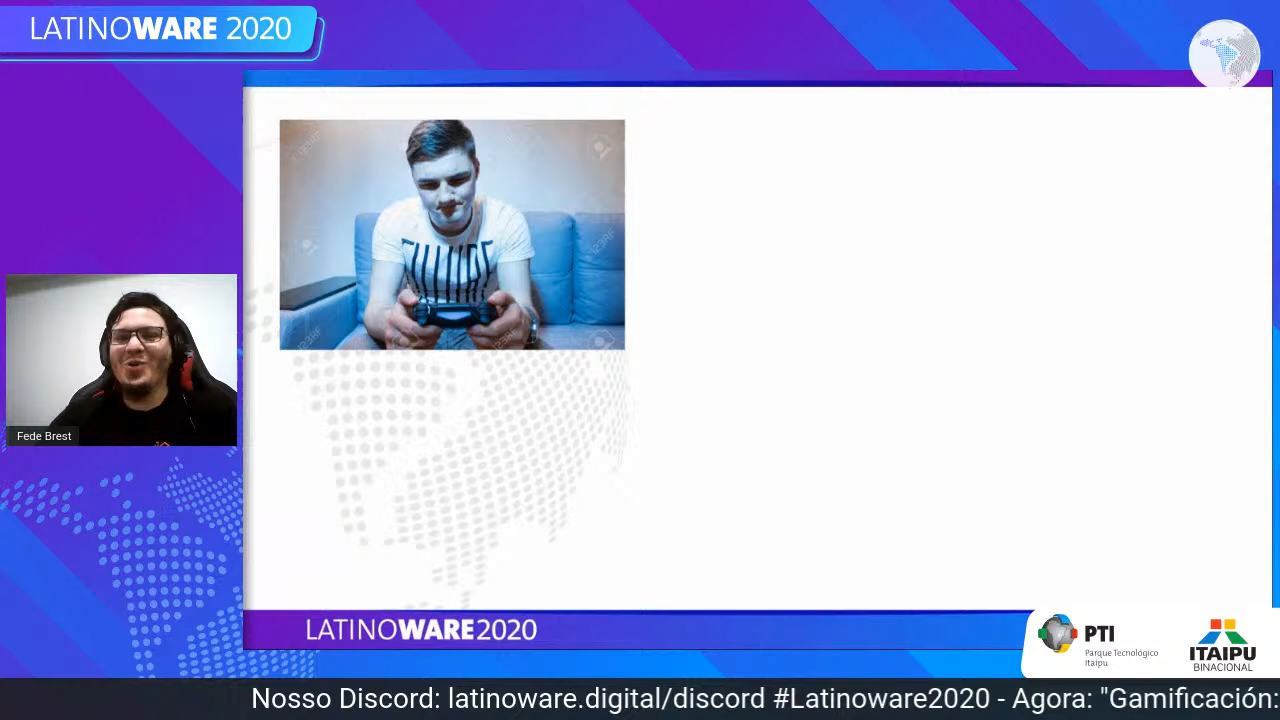 LATINOWARE 2020
Fede Brest
LATINOWARE2020
PTI
Parque Tecnológico
Itaipu
ITAIPU
BINACIONAL
Nosso Discord: latinoware.digital/discord #Latinoware2020 - Agora: "Gamificación: